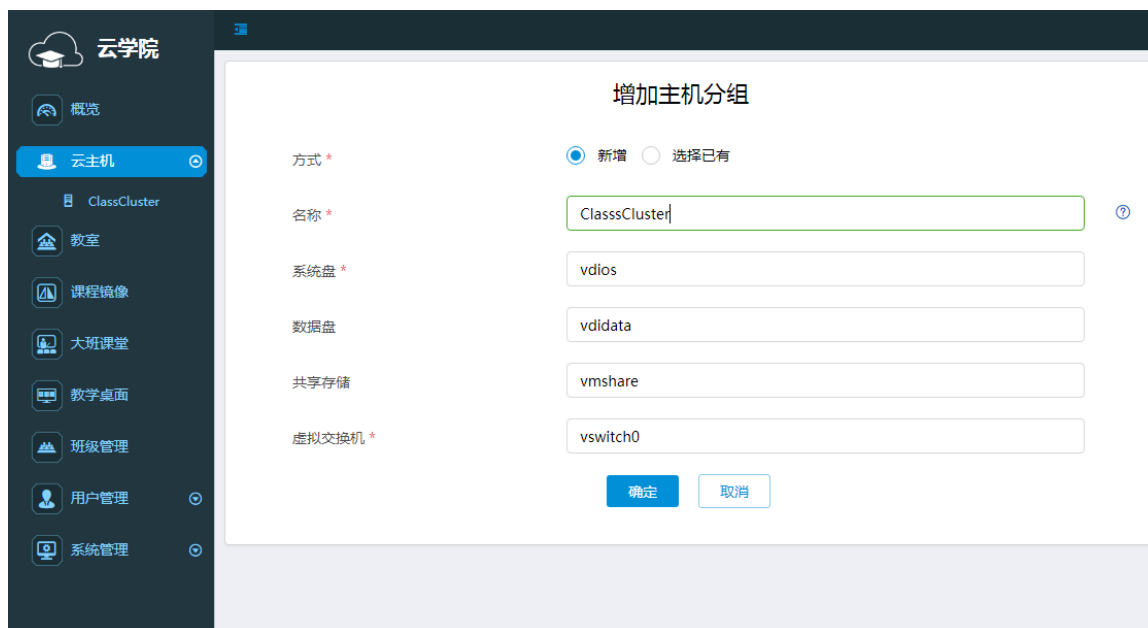 云学院
概览
云主机
ClassCluster
教室
课程镜像
大班课堂
教学桌面
班级管理
用户管理
系统管理
增加主机分组
方式 * 新增 选择已有
名称 * ClasssCluster ?
系统盘 * vdios
数据盘 vdidata
共享存储 vmshare
虚拟交换机 * vswitch0
确定 取消